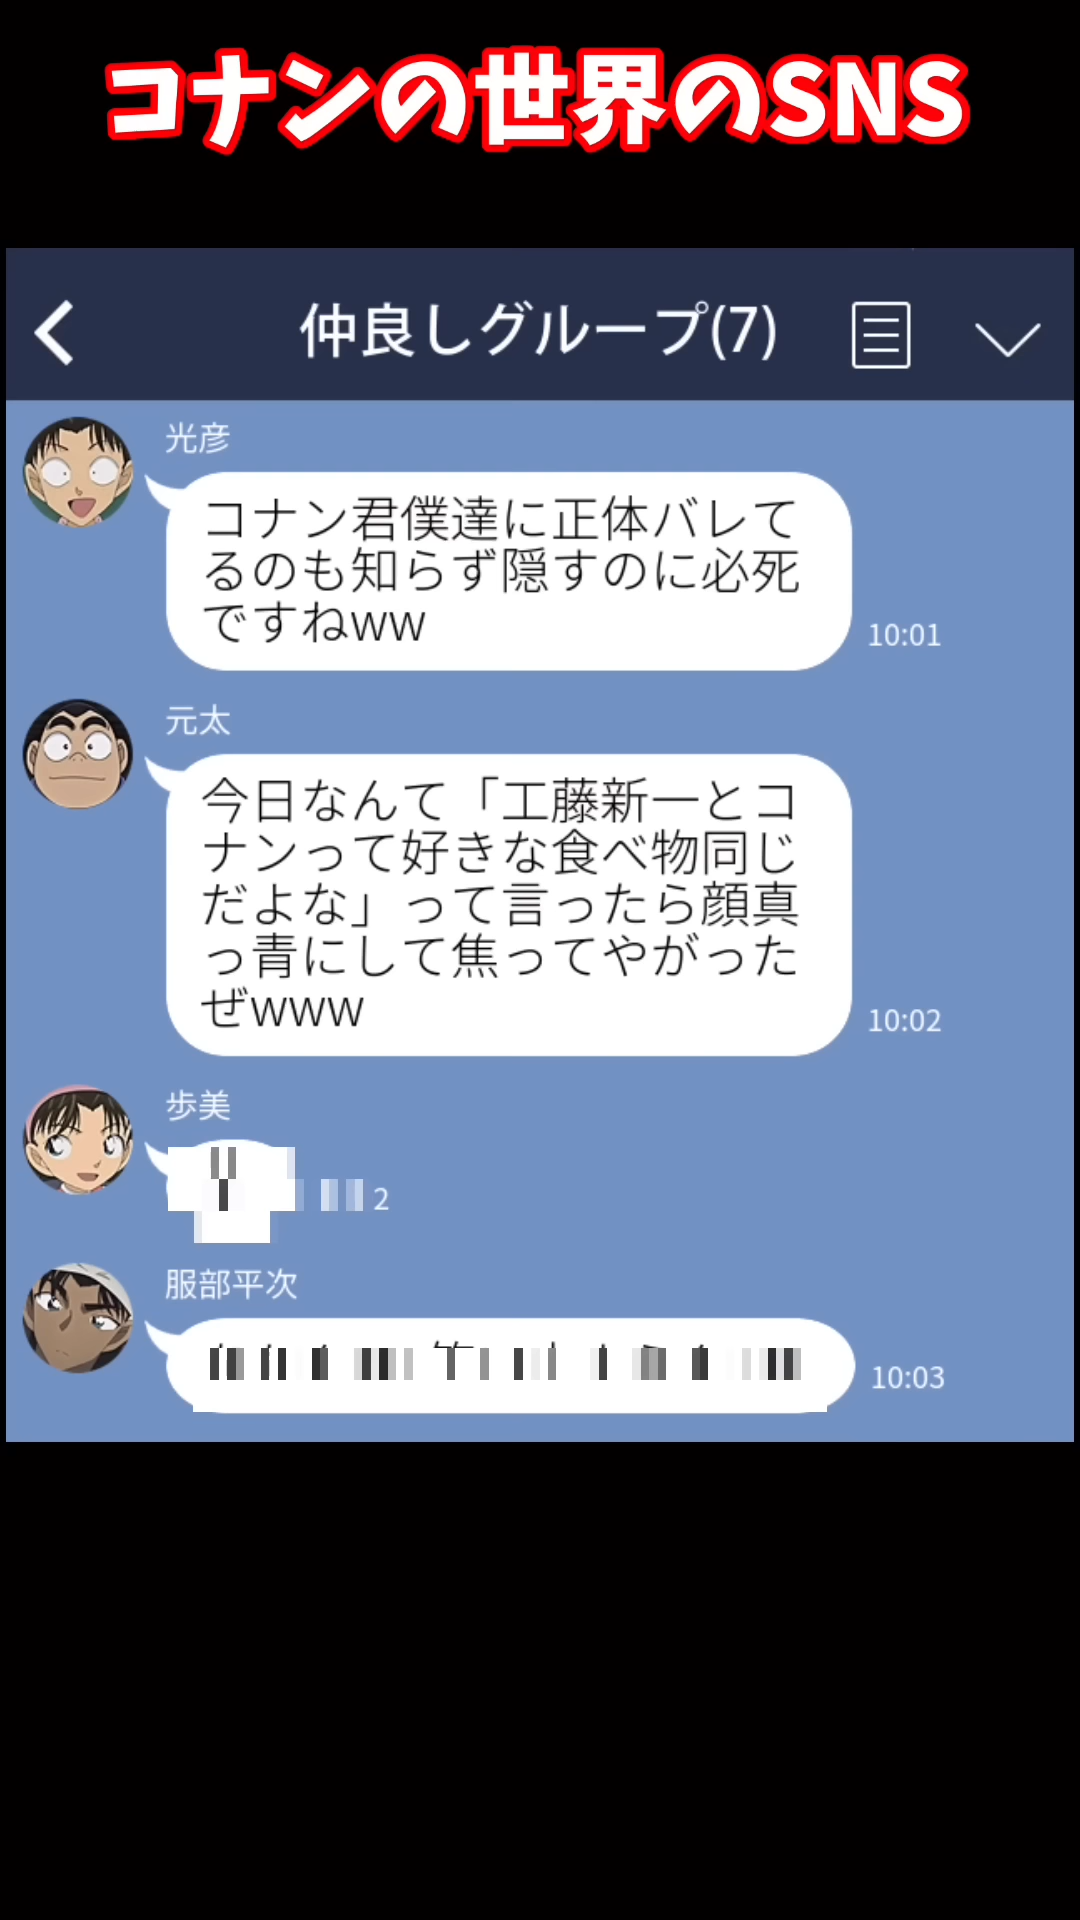 コナンの世界のSNS
仲良しグループ(7)
光彦
コナン君僕達に正体バレて
るのも知らず隠すのに必死
ですねww
10:01
元太
今日なんて「工藤新一とコ
ナンって好きな食べ物同じ
だよな」って言ったら顔真
っ青にして焦ってやがった
ぜwww
10:02
歩美
2
服部平次
10:03